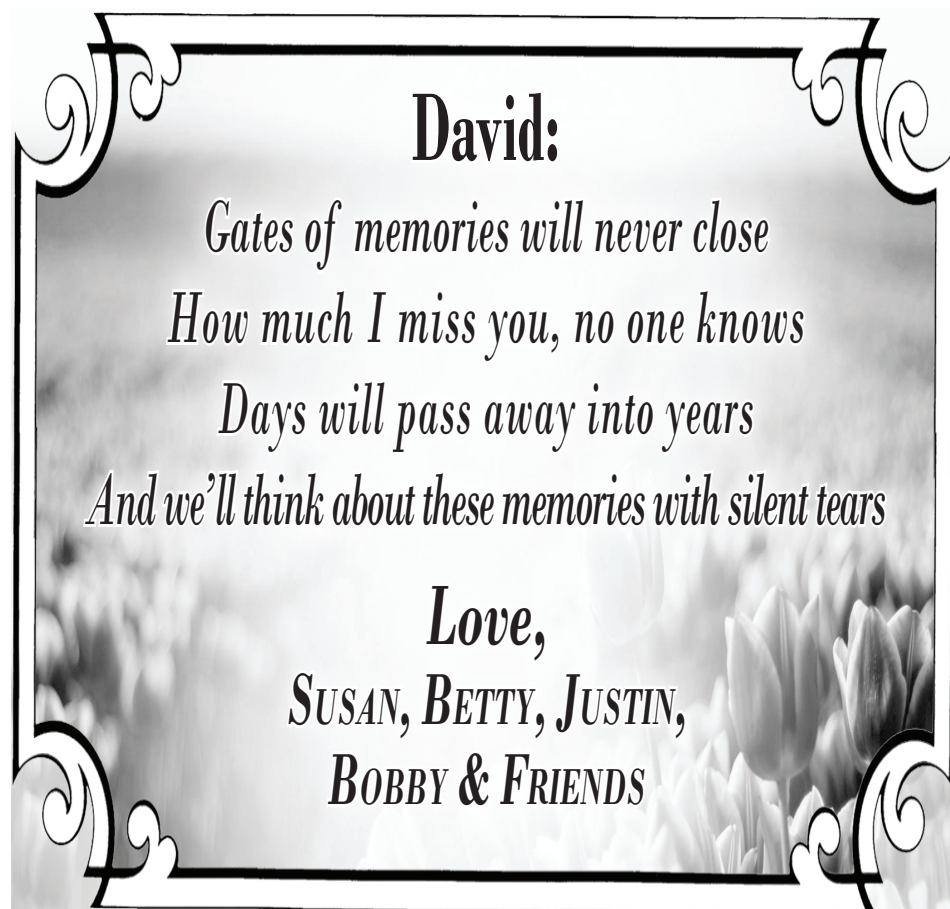 David:
Gates of memories will never close
How much I miss you, no one knows
Days will pass away into years
And we'll think about these memories with silent tears
Love,
SUSAN, BETTY, JUSTIN,
BOBBY & FRIENDS